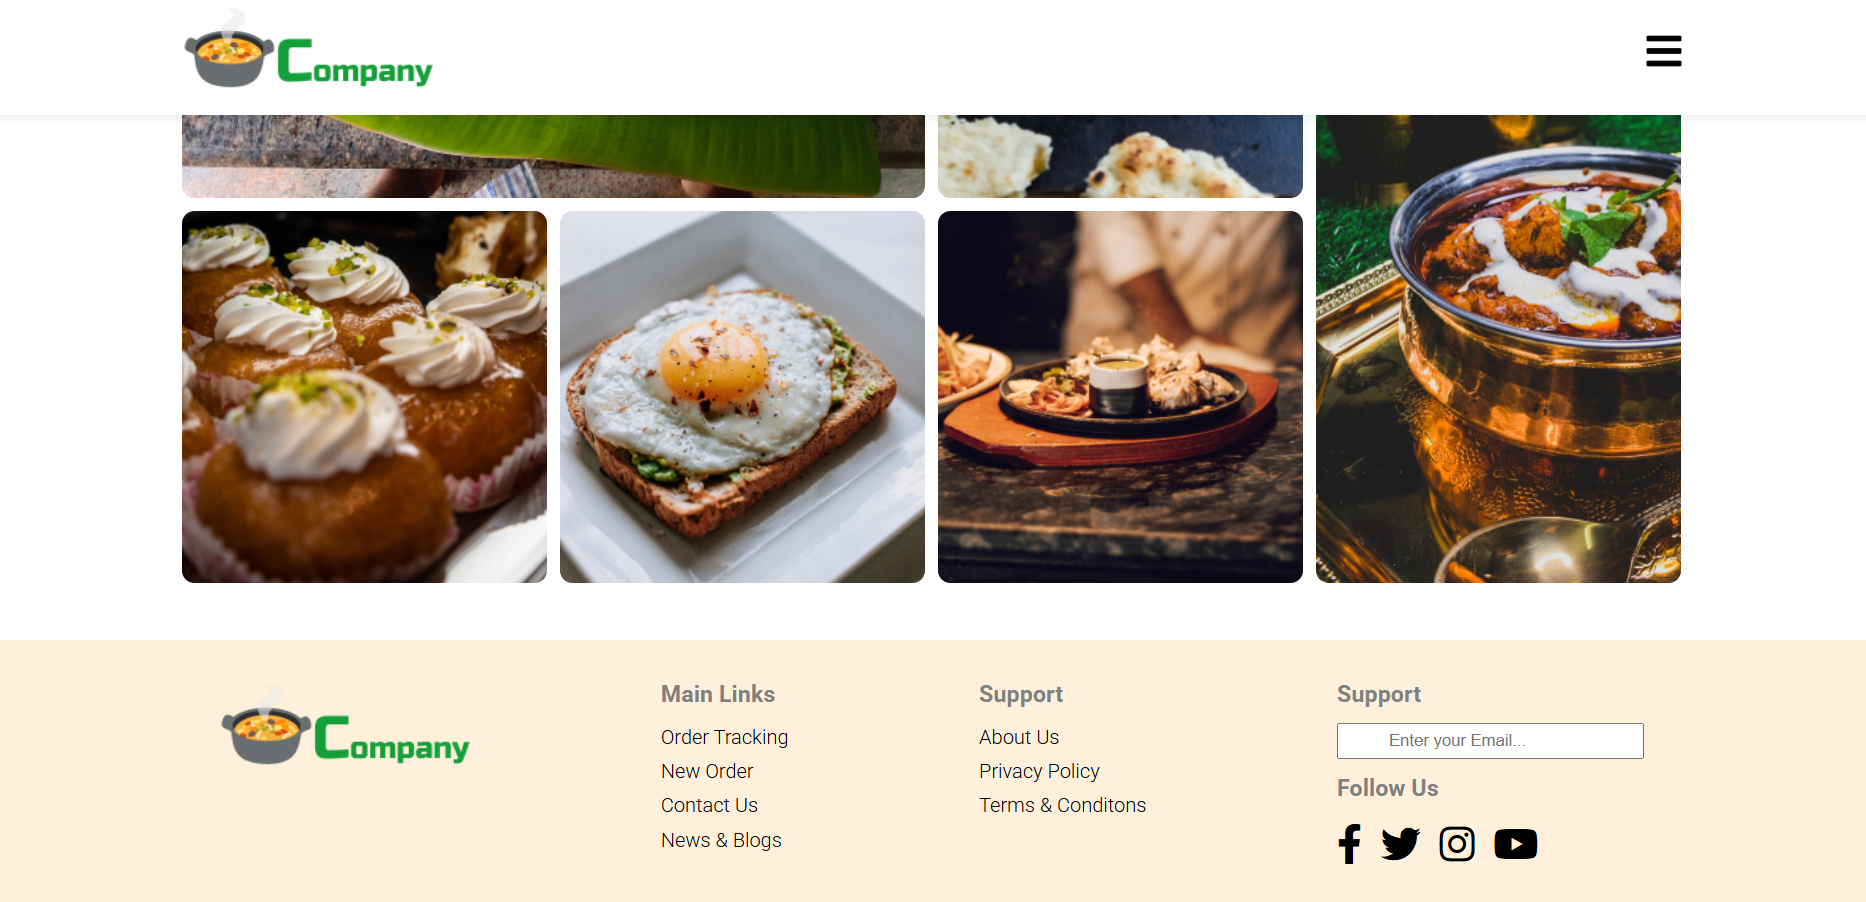 Company
Company
Main Links
Order Tracking
New Order
Contact Us
News & Blogs
Support
About Us
Privacy Policy
Terms & Conditons
Support
Enter your Email...
Follow Us